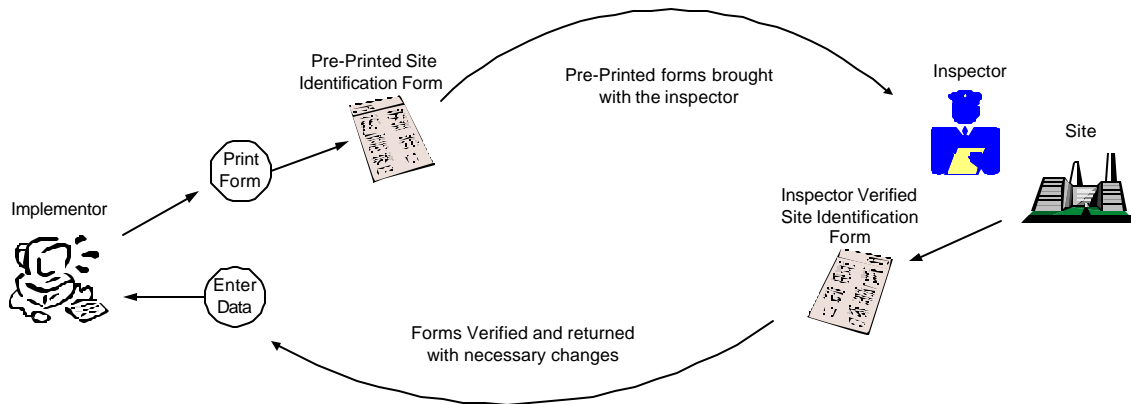 Pre-Printed Site
Identification Form
Pre-Printed forms brought
with the inspector
Inspector
Site
Print
Form
Implementor
Inspector Verified
Site Identification
Form
Enter
Data
Forms Verified and returned
with necessary changes